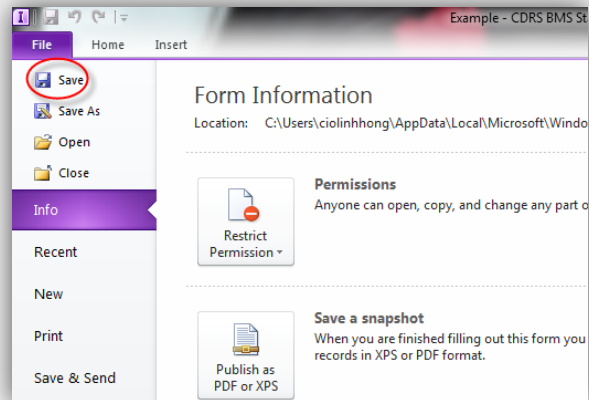 I
Example - CDRS BMS St
File Home Insert
Save
Save As
Open
Close
Info
Recent
New
Print
Save & Send
Form Information
Location: C:\Users\ciolinhhong\AppData\Local\Microsoft\Windo
Permissions
Anyone can open, copy, and change any part o
Restrict
Permission
Save a snapshot
When you are finished filling out this form you
records in XPS or PDF format.
Publish as
PDF or XPS